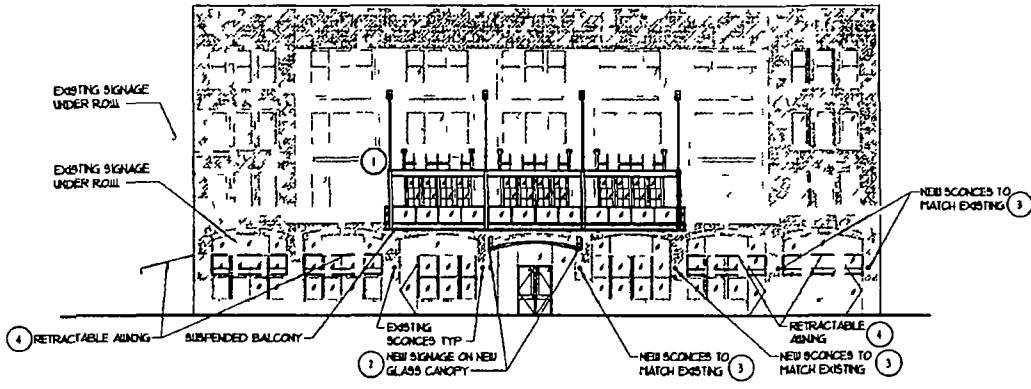 EXISTING SIGNAGE
UNDER R.O.W.
EXISTING SIGNAGE
UNDER R.O.W.
1
NEW SCONCES TO
MATCH EXISTING 3
4 RETRACTABLE AWNING
SUSPENDED BALCONY
EXISTING
SCONCES TYP
2 NEW SIGNAGE ON NEW
GLASS CANOPY
NEW SCONCES TO
MATCH EXISTING 3
RETRACTABLE
AWNING 4
NEW SCONCES TO
MATCH EXISTING 3